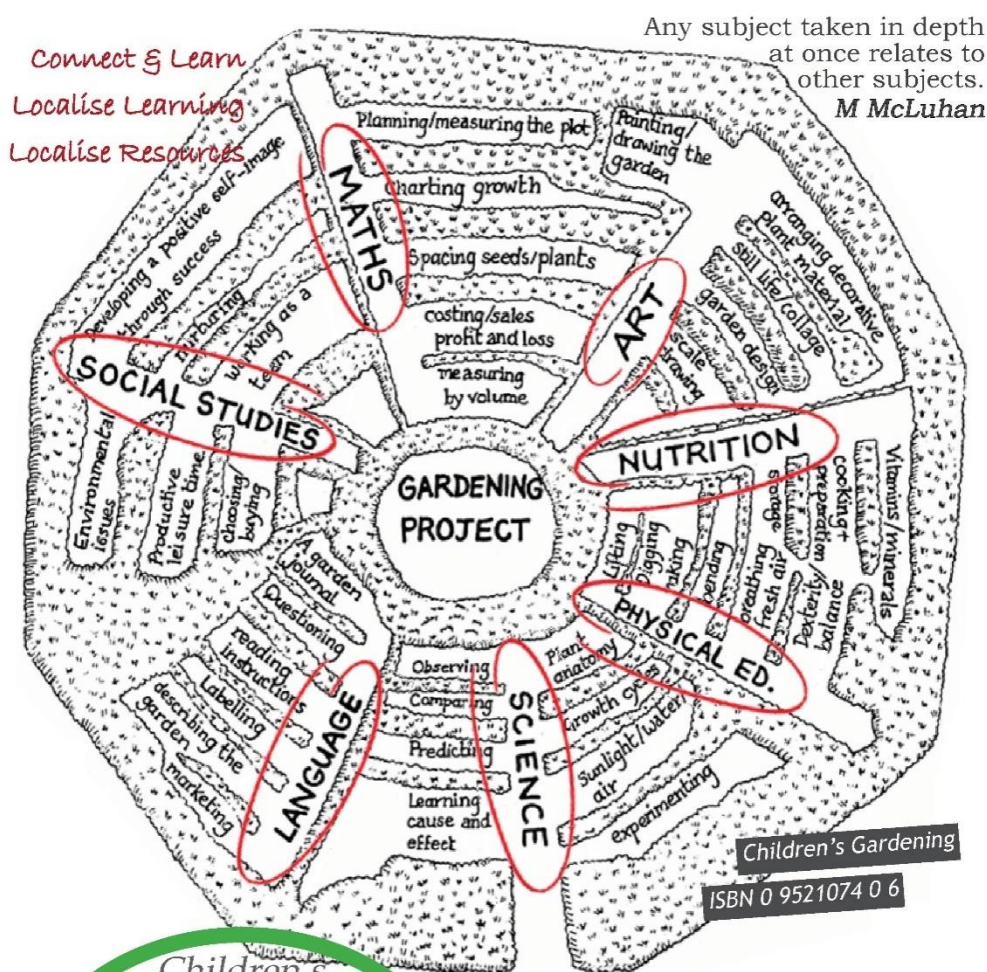 Connect & Learn
Localise Learning
Localise Resources
Any subject taken in depth
at once relates to
other subjects.
M McLuhan
MATHS
Planning/measuring the plot
Charting growth
Spacing seeds/plants
costing/sales
profit and loss
measuring
by volume
ART
Painting/
drawing the
garden
arranging decorative
plant material
still life/collage
garden design
scale
drawing
NUTRITION
Vitamins/minerals
cooking +
preparation
storage
PHYSICAL ED.
Lifting
Digging
raking
bending
breathing
fresh air
Dexterity/
balance
SCIENCE
Plant
anatomy
Growth
Sunlight/water/
air
experimenting
Observing
Comparing
Predicting
Learning
cause and
effect
LANGUAGE
A garden
journal
Questioning
reading
instructions
Labelling
describing the
garden
marketing
SOCIAL STUDIES
Developing a positive self-image
through success
nurturing
working as a
team
Environmental
issues
Productive
leisure time
choosing
buying
GARDENING
PROJECT
Children's Gardening
ISBN 0 9521074 0 6
Children's